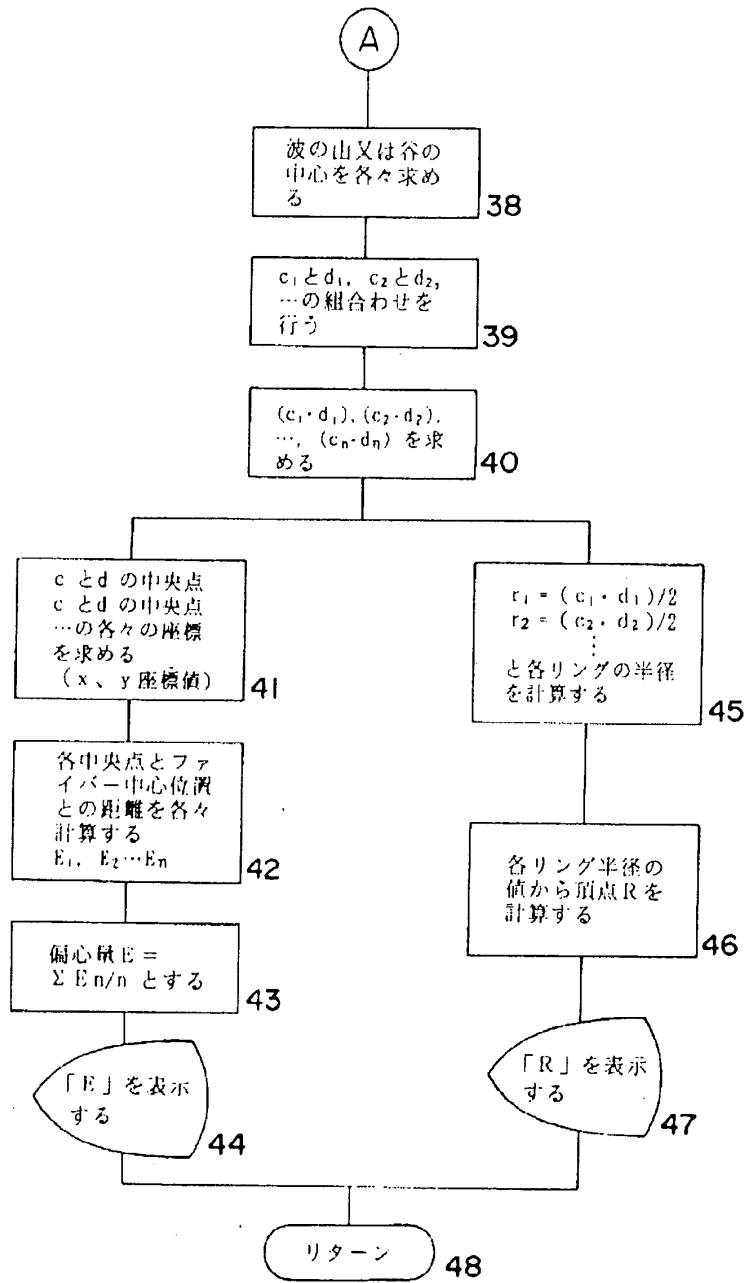 A
波の山又は谷の
中心を各々求め
る
38
c₁とd₁, c₂とd₂,
…の組合わせを
行う
39
(c₁·d₁),(c₂·d₂),
…, (cₙ·dₙ) を求
める
40
c とd の中央点
c とd の中央点
…の各々の座標
を求める
(x、y座標値)
41
各中央点とファ
イバー中心位置
との距離を各々
計算する
E₁, E₂…En
42
偏心量E=
ΣEn/n とする
43
「E」を表示
する
44
r₁=(c₁·d₁)/2
r₂=(c₂·d₂)/2
⋮
と各リングの半径
を計算する
45
各リング半径の
値から頂点Rを
計算する
46
「R」を表示
する
47
リターン
48